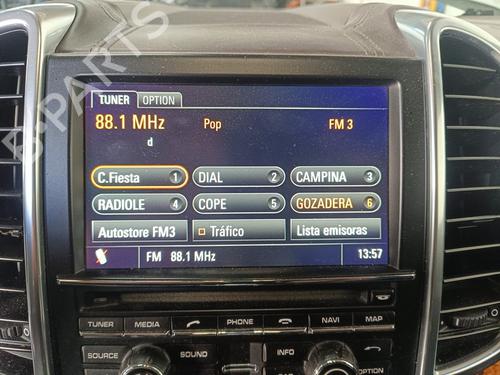 TUNER OPTION
88.1 MHz Pop FM 3
d
C.Fiesta 1 DIAL 2 CAMPINA 3
RADIOLE 4 COPE 5 GOZADERA 6
Autostore FM3 Tráfico Lista emisoras
FM 88.1 MHz 13:57
TUNER MEDIA PHONE NAV MAP
SOURCE SOUND INFO
B-PARTS